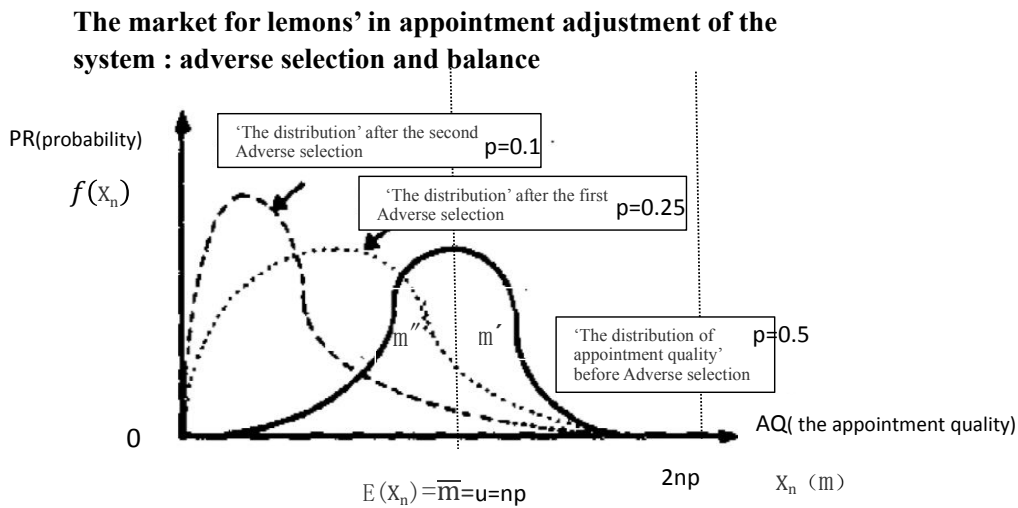 The market for lemons’ in appointment adjustment of the
system : adverse selection and balance
PR(probability)
f(Xn)
‘The distribution’ after the second
Adverse selection
p=0.1
‘The distribution’ after the first
Adverse selection
p=0.25
m″
m′
‘The distribution of
appointment quality’
before Adverse selection
p=0.5
0
AQ( the appointment quality)
2np
Xn (m)
E(Xn)=m̅=u=np